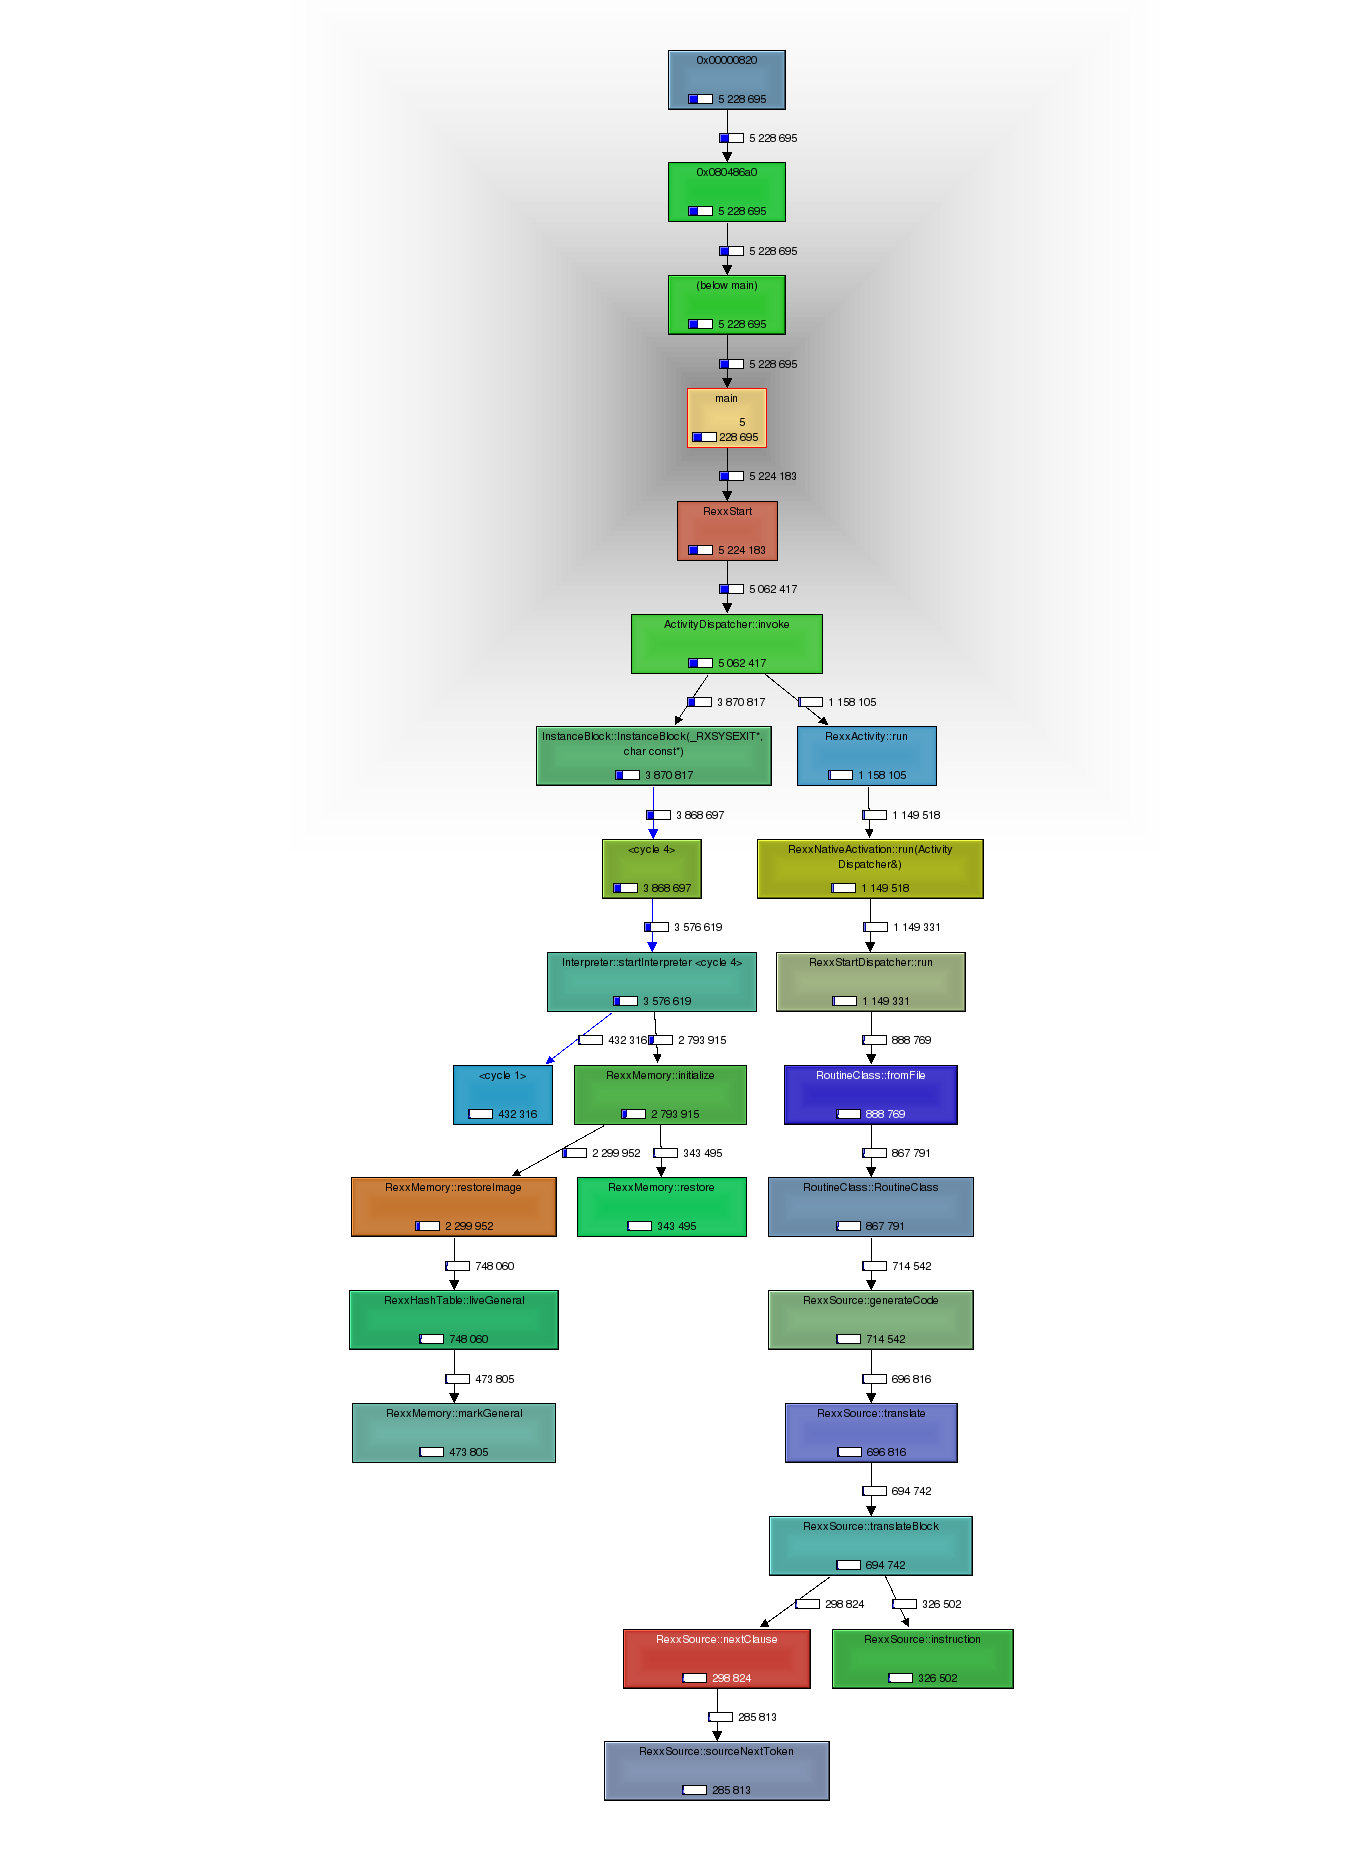 0x00000820
5 228 695
5 228 695
0x080486a0
5 228 695
5 228 695
(below main)
5 228 695
5 228 695
main
5
228 695
5 224 183
RexxStart
5 224 183
5 062 417
ActivityDispatcher::invoke
5 062 417
3 870 817
1 158 105
InstanceBlock::InstanceBlock(_RXSYSEXIT*,
char const*)
3 870 817
RexxActivity::run
1 158 105
3 868 697
1 149 518
<cycle 4>
3 868 697
RexxNativeActivation::run(Activity
Dispatcher&)
1 149 518
3 576 619
1 149 331
Interpreter::startInterpreter <cycle 4>
3 576 619
RexxStartDispatcher::run
1 149 331
432 316
2 793 915
888 769
<cycle 1>
432 316
RexxMemory::initialize
2 793 915
RoutineClass::fromFile
888 769
2 299 952
343 495
867 791
RexxMemory::restoreImage
2 299 952
RexxMemory::restore
343 495
RoutineClass::RoutineClass
867 791
748 060
714 542
RexxHashTable::liveGeneral
748 060
RexxSource::generateCode
714 542
473 805
696 816
RexxMemory::markGeneral
473 805
RexxSource::translate
696 816
694 742
RexxSource::translateBlock
694 742
298 824
326 502
RexxSource::nextClause
298 824
RexxSource::instruction
326 502
285 813
RexxSource::sourceNextToken
285 813